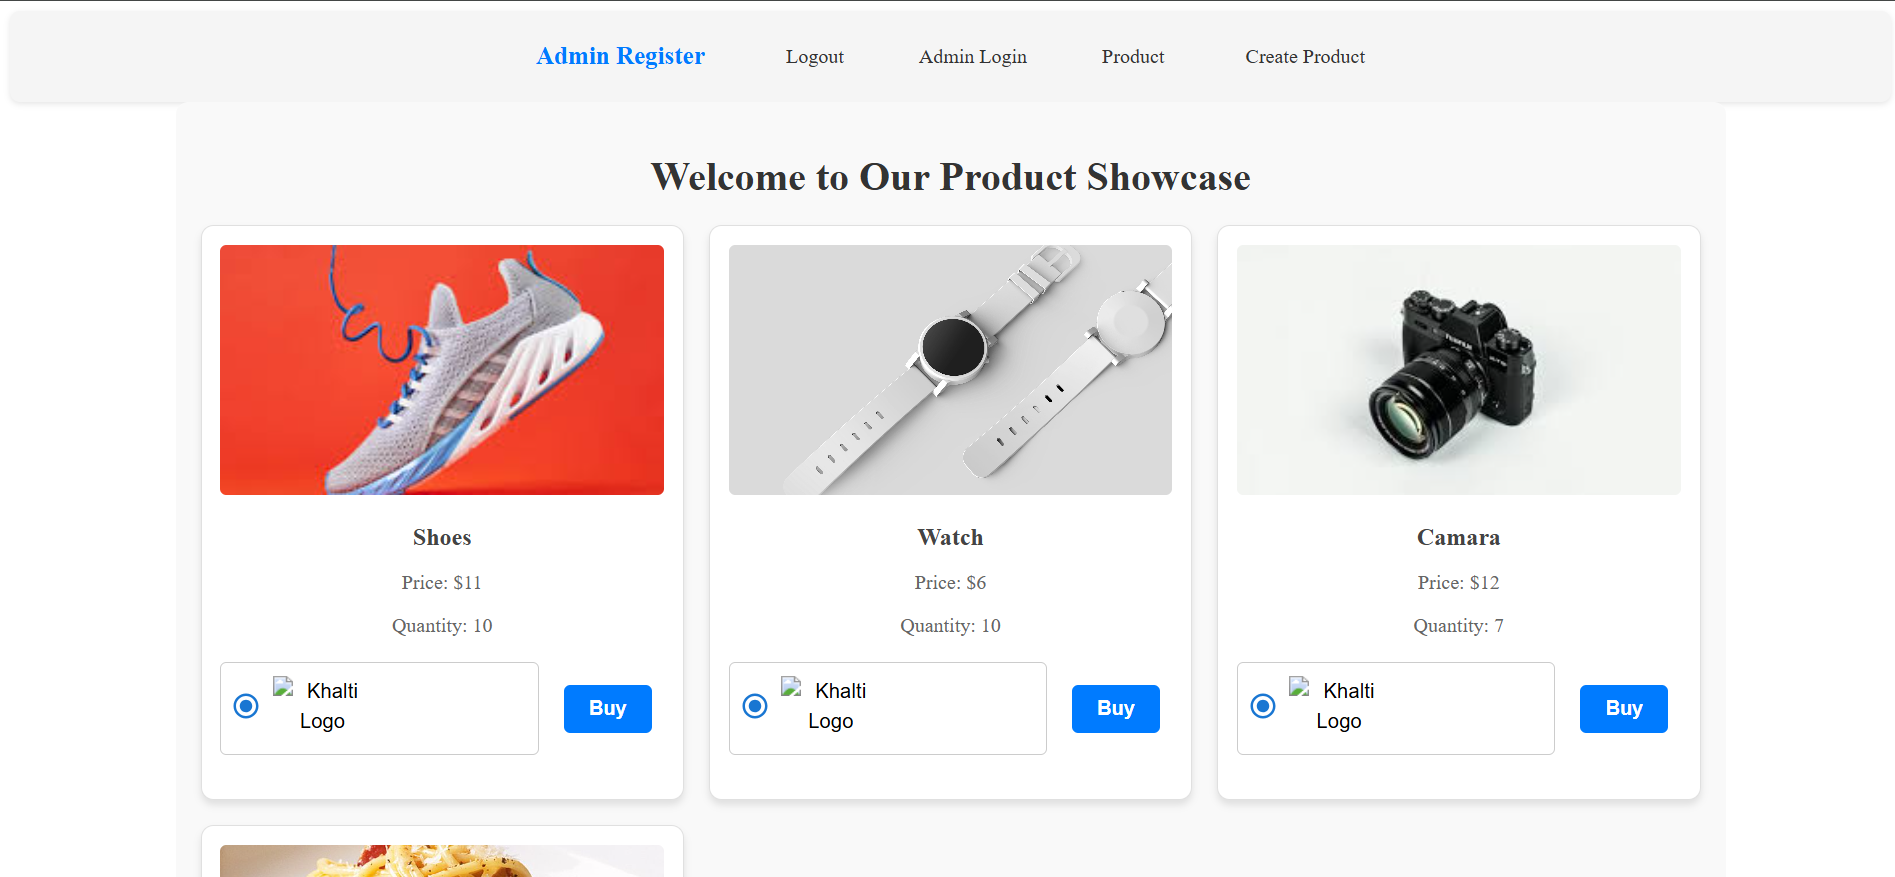 Admin Register Logout Admin Login Product Create Product
Welcome to Our Product Showcase
Shoes
Price: $11
Quantity: 10
Khalti
Logo
Buy
Watch
Price: $6
Quantity: 10
Khalti
Logo
Buy
FUJIFILM
Camara
Price: $12
Quantity: 7
Khalti
Logo
Buy